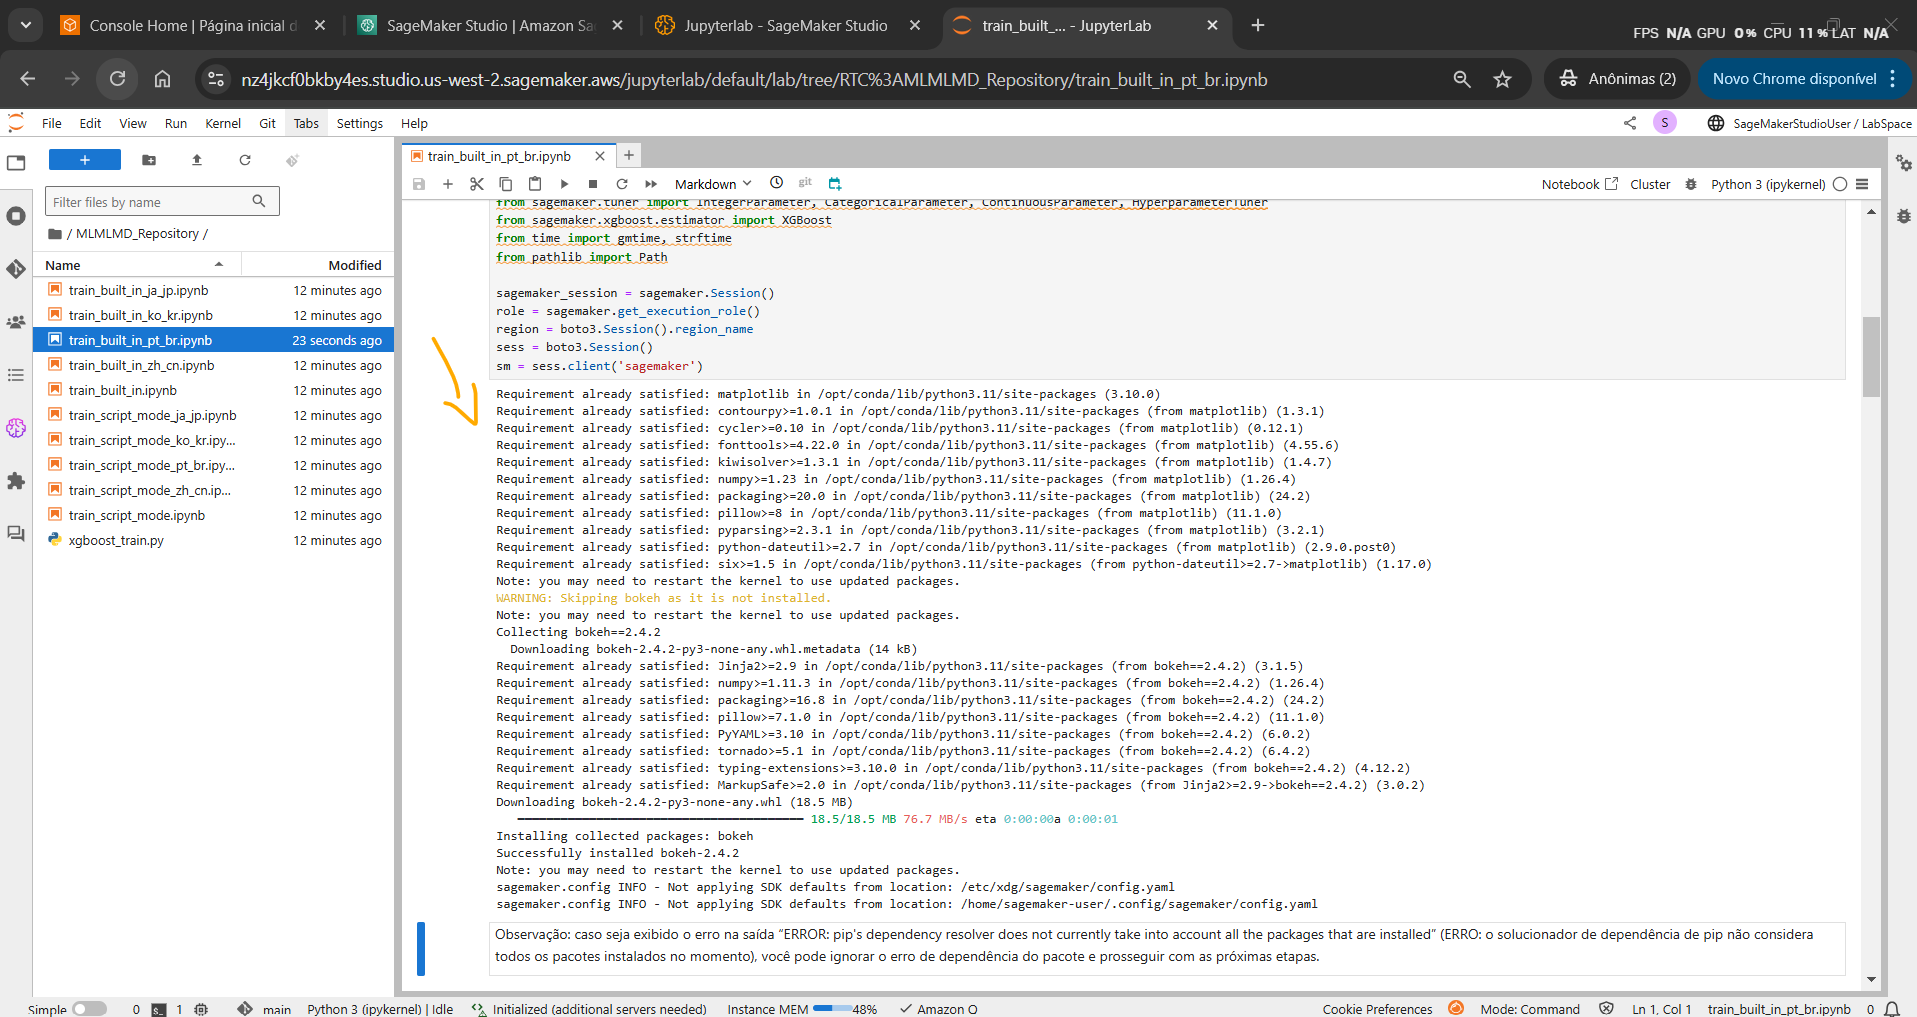 Console Home | Página inicial d
SageMaker Studio | Amazon Sa
Jupyterlab - SageMaker Studio
train_built_... - JupyterLab
FPS N/A GPU 0% CPU 11% LAT N/A
nz4jkcf0bkby4es.studio.us-west-2.sagemaker.aws/jupyterlab/default/lab/tree/RTC%3AMLMLMD_Repository/train_built_in_pt_br.ipynb
Anônimas (2)
Novo Chrome disponível
File Edit View Run Kernel Git Tabs Settings Help
S
SageMakerStudioUser / LabSpace
Filter files by name
/ MLMLMD_Repository /
Name Modified
train_built_in_ja_jp.ipynb 12 minutes ago
train_built_in_ko_kr.ipynb 12 minutes ago
train_built_in_pt_br.ipynb 23 seconds ago
train_built_in_zh_cn.ipynb 12 minutes ago
train_built_in.ipynb 12 minutes ago
train_script_mode_ja_jp.ipynb 12 minutes ago
train_script_mode_ko_kr.ipy... 12 minutes ago
train_script_mode_pt_br.ipy... 12 minutes ago
train_script_mode_zh_cn.ip... 12 minutes ago
train_script_mode.ipynb 12 minutes ago
xgboost_train.py 12 minutes ago
train_built_in_pt_br.ipynb
Markdown
git
Notebook
Cluster
Python 3 (ipykernel)
from sagemaker.tuner import IntegerParameter, CategoricalParameter, ContinuousParameter, HyperparameterTuner
from sagemaker.xgboost.estimator import XGBoost
from time import gmtime, strftime
from pathlib import Path
sagemaker_session = sagemaker.Session()
role = sagemaker.get_execution_role()
region = boto3.Session().region_name
sess = boto3.Session()
sm = sess.client('sagemaker')
Requirement already satisfied: matplotlib in /opt/conda/lib/python3.11/site-packages (3.10.0)
Requirement already satisfied: contourpy>=1.0.1 in /opt/conda/lib/python3.11/site-packages (from matplotlib) (1.3.1)
Requirement already satisfied: cycler>=0.10 in /opt/conda/lib/python3.11/site-packages (from matplotlib) (0.12.1)
Requirement already satisfied: fonttools>=4.22.0 in /opt/conda/lib/python3.11/site-packages (from matplotlib) (4.55.6)
Requirement already satisfied: kiwisolver>=1.3.1 in /opt/conda/lib/python3.11/site-packages (from matplotlib) (1.4.7)
Requirement already satisfied: numpy>=1.23 in /opt/conda/lib/python3.11/site-packages (from matplotlib) (1.26.4)
Requirement already satisfied: packaging>=20.0 in /opt/conda/lib/python3.11/site-packages (from matplotlib) (24.2)
Requirement already satisfied: pillow>=8 in /opt/conda/lib/python3.11/site-packages (from matplotlib) (11.1.0)
Requirement already satisfied: pyparsing>=2.3.1 in /opt/conda/lib/python3.11/site-packages (from matplotlib) (3.2.1)
Requirement already satisfied: python-dateutil>=2.7 in /opt/conda/lib/python3.11/site-packages (from matplotlib) (2.9.0.post0)
Requirement already satisfied: six>=1.5 in /opt/conda/lib/python3.11/site-packages (from python-dateutil>=2.7->matplotlib) (1.17.0)
Note: you may need to restart the kernel to use updated packages.
WARNING: Skipping bokeh as it is not installed.
Note: you may need to restart the kernel to use updated packages.
Collecting bokeh==2.4.2
Downloading bokeh-2.4.2-py3-none-any.whl.metadata (14 kB)
Requirement already satisfied: Jinja2>=2.9 in /opt/conda/lib/python3.11/site-packages (from bokeh==2.4.2) (3.1.5)
Requirement already satisfied: numpy>=1.11.3 in /opt/conda/lib/python3.11/site-packages (from bokeh==2.4.2) (1.26.4)
Requirement already satisfied: packaging>=16.8 in /opt/conda/lib/python3.11/site-packages (from bokeh==2.4.2) (24.2)
Requirement already satisfied: pillow>=7.1.0 in /opt/conda/lib/python3.11/site-packages (from bokeh==2.4.2) (11.1.0)
Requirement already satisfied: PyYAML>=3.10 in /opt/conda/lib/python3.11/site-packages (from bokeh==2.4.2) (6.0.2)
Requirement already satisfied: tornado>=5.1 in /opt/conda/lib/python3.11/site-packages (from bokeh==2.4.2) (6.4.2)
Requirement already satisfied: typing-extensions>=3.10.0 in /opt/conda/lib/python3.11/site-packages (from bokeh==2.4.2) (4.12.2)
Requirement already satisfied: MarkupSafe>=2.0 in /opt/conda/lib/python3.11/site-packages (from Jinja2>=2.9->bokeh==2.4.2) (3.0.2)
Downloading bokeh-2.4.2-py3-none-any.whl (18.5 MB)
18.5/18.5 MB 76.7 MB/s eta 0:00:00a 0:00:01
Installing collected packages: bokeh
Successfully installed bokeh-2.4.2
Note: you may need to restart the kernel to use updated packages.
sagemaker.config INFO - Not applying SDK defaults from location: /etc/xdg/sagemaker/config.yaml
sagemaker.config INFO - Not applying SDK defaults from location: /home/sagemaker-user/.config/sagemaker/config.yaml
Observação: caso seja exibido o erro na saída “ERROR: pip's dependency resolver does not currently take into account all the packages that are installed” (ERRO: o solucionador de dependência de pip não considera
todos os pacotes instalados no momento), você pode ignorar o erro de dependência do pacote e prosseguir com as próximas etapas.
Simple 0 1 main Python 3 (ipykernel) | Idle Initialized (additional servers needed) Instance MEM 48% Amazon Q Cookie Preferences Mode: Command Ln 1, Col 1 train_built_in_pt_br.ipynb 0